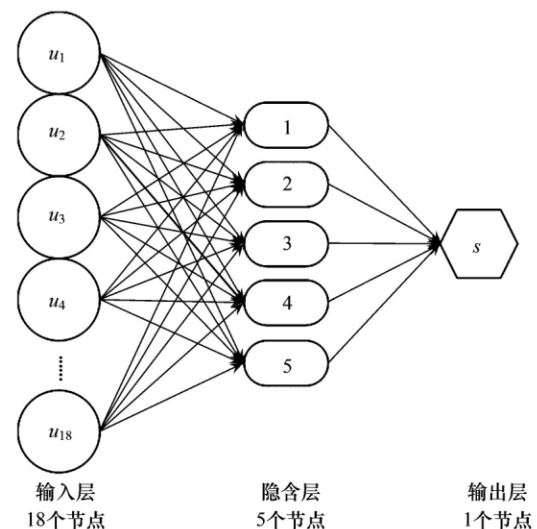 u1
u2
u3
u4
......
u18
1
2
3
4
5
s
输入层
18个节点
隐含层
5个节点
输出层
1个节点